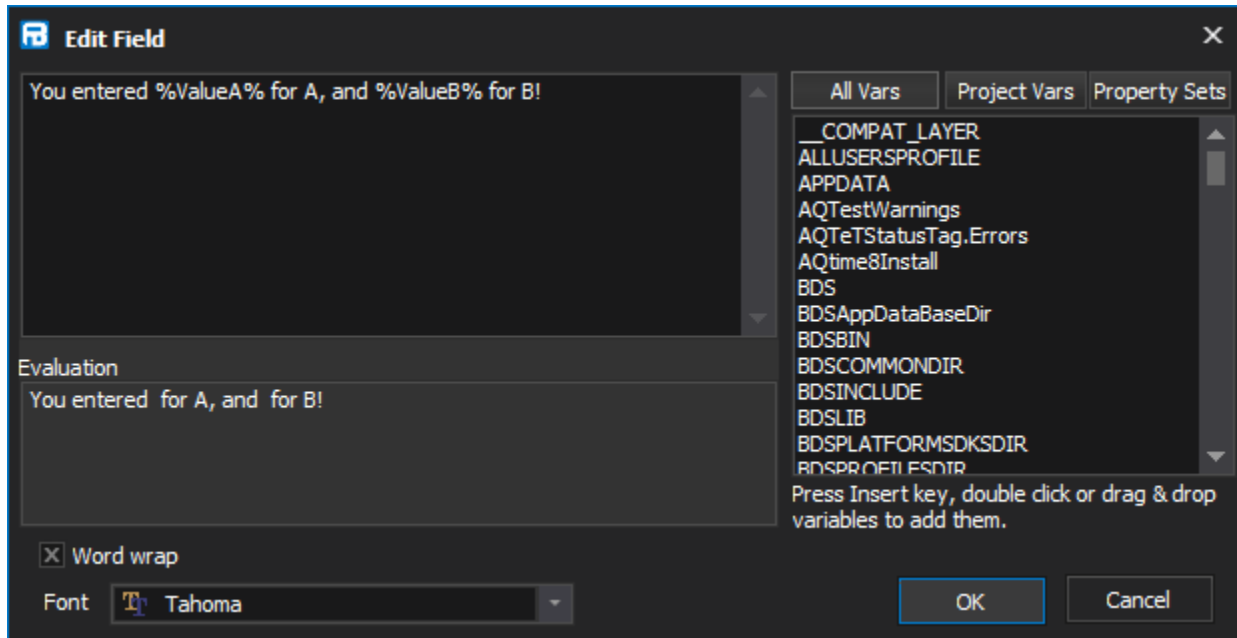 Edit Field
You entered %ValueA% for A, and %ValueB% for B!
Evaluation
You entered  for A, and  for B!
Word wrap
Font Tahoma
All Vars Project Vars Property Sets
__COMPAT_LAYER
ALLUSERSPROFILE
APPDATA
AQTestWarnings
AQTeTStatusTag.Errors
AQtime8Install
BDS
BDSAppDataBaseDir
BDSBIN
BDSCOMMONDIR
BDSINCLUDE
BDSLIB
BDSPLATFORMSDKSDIR
BDSPROFILESDIR
Press Insert key, double click or drag & drop
variables to add them.
OK Cancel